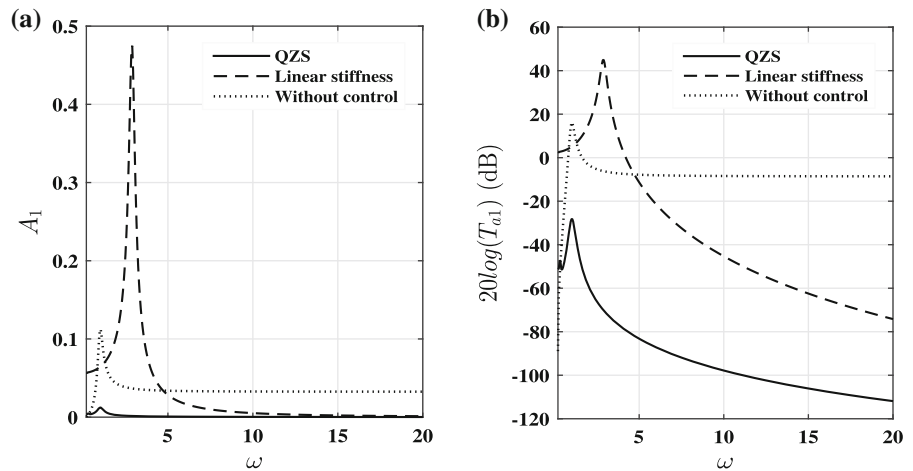 (a)
0.5
0.4
0.3
0.2
0.1
0
A₁
5
10
15
20
ω
QZS
Linear stiffness
Without control
(b)
60
40
20
0
-20
-40
-60
-80
-100
-120
20log(Tₐ₁) (dB)
5
10
15
20
ω
QZS
Linear stiffness
Without control